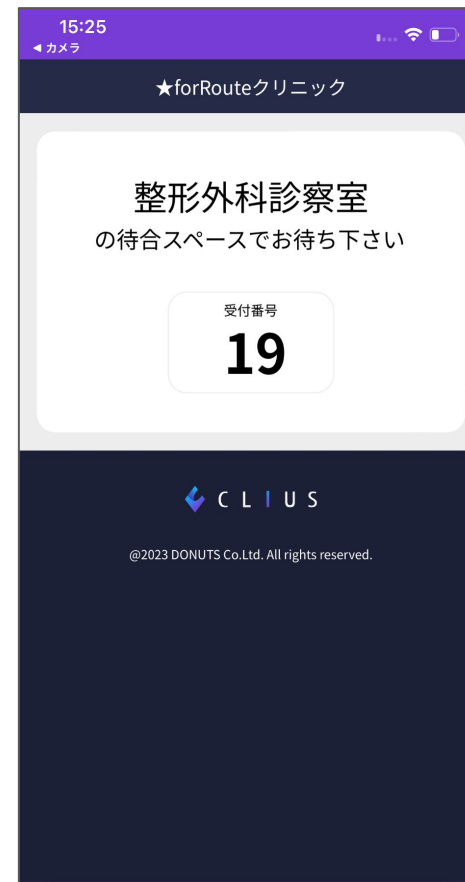 15:25
◀ カメラ
★forRouteクリニック
整形外科診察室
の待合スペースでお待ち下さい
受付番号
19
CLIUS
@2023 DONUTS Co.Ltd. All rights reserved.